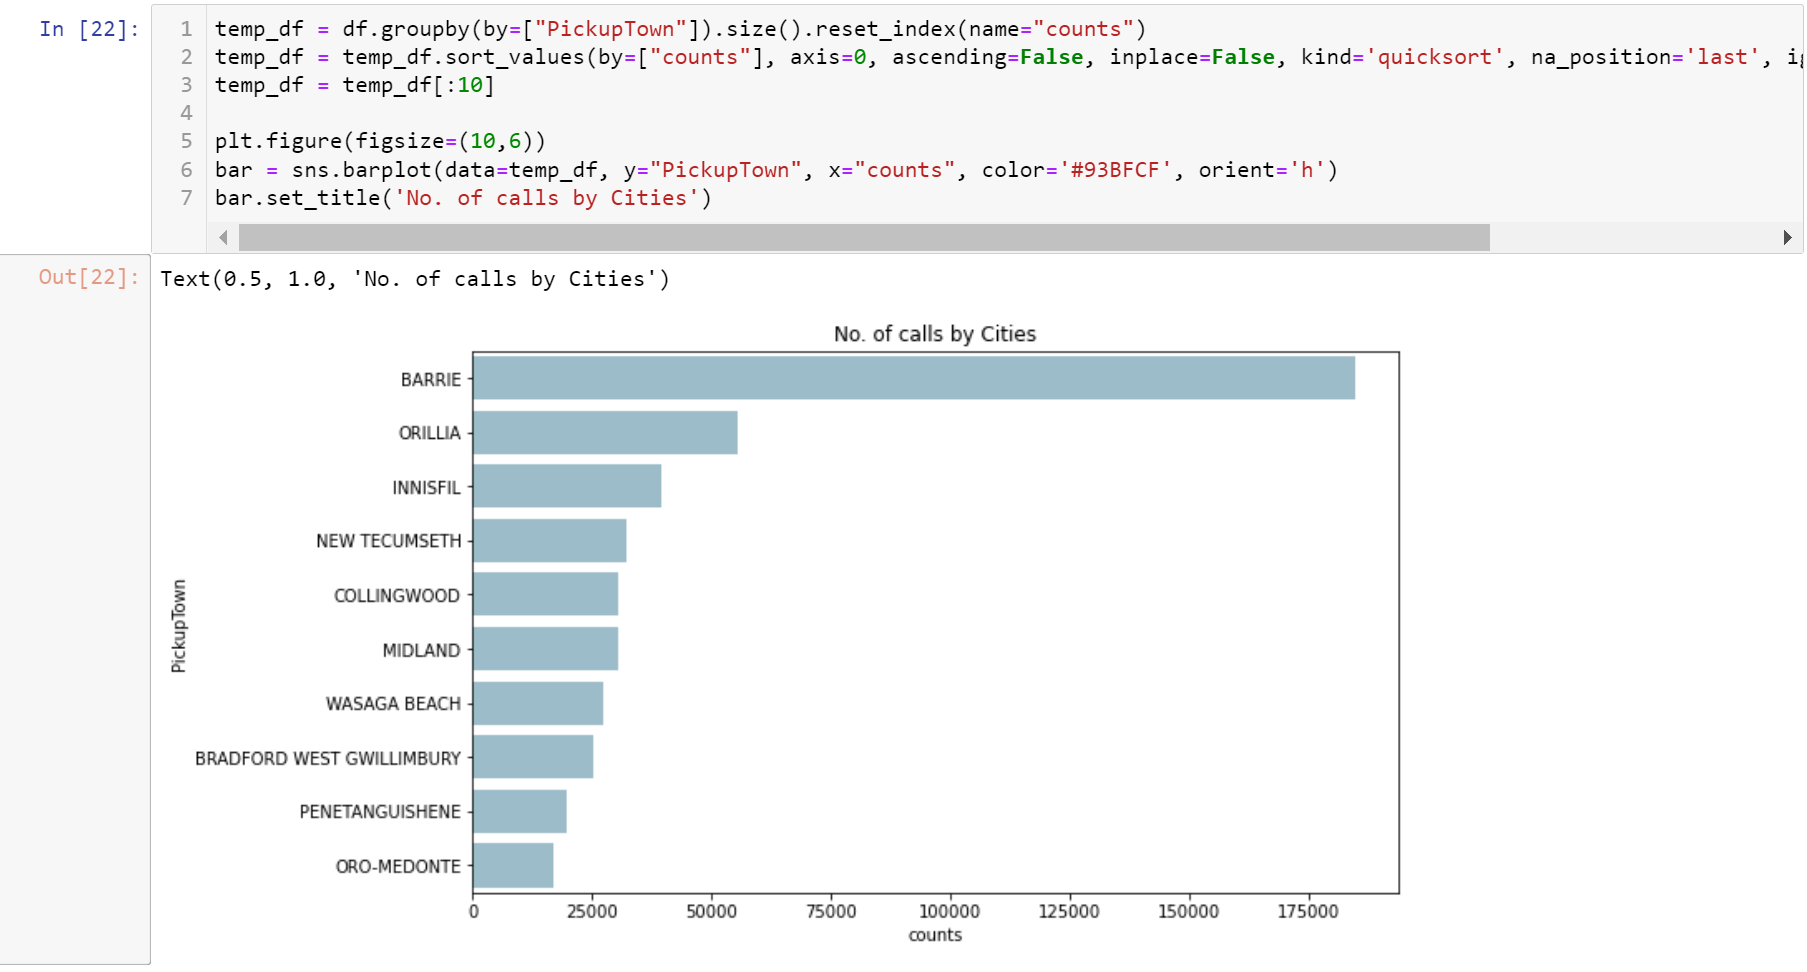 In [22]:
1 temp_df = df.groupby(by=["PickupTown"]).size().reset_index(name="counts")
2 temp_df = temp_df.sort_values(by=["counts"], axis=0, ascending=False, inplace=False, kind='quicksort', na_position='last',
3 temp_df = temp_df[:10]
4
5 plt.figure(figsize=(10,6))
6 bar = sns.barplot(data=temp_df, y="PickupTown", x="counts", color='#93BFCF', orient='h')
7 bar.set_title('No. of calls by Cities')
Out[22]: Text(0.5, 1.0, 'No. of calls by Cities')
No. of calls by Cities
BARRIE
ORILLIA
INNISFIL
NEW TECUMSETH
COLLINGWOOD
MIDLAND
WASAGA BEACH
BRADFORD WEST GWILLIMBURY
PENETANGUISHENE
ORO-MEDONTE
PickupTown
0 25000 50000 75000 100000 125000 150000 175000
counts